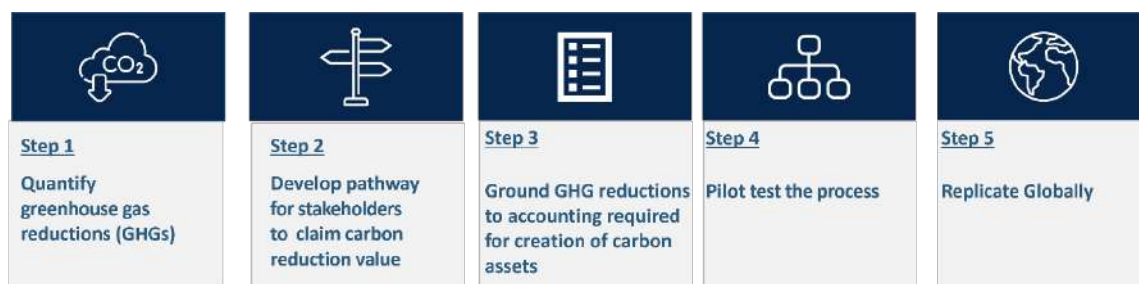 CO2
Step 1
Quantify
greenhouse gas
reductions (GHGs)
Step 2
Develop pathway
for stakeholders
to claim carbon
reduction value
Step 3
Ground GHG reductions
to accounting required
for creation of carbon
assets
Step 4
Pilot test the process
Step 5
Replicate Globally